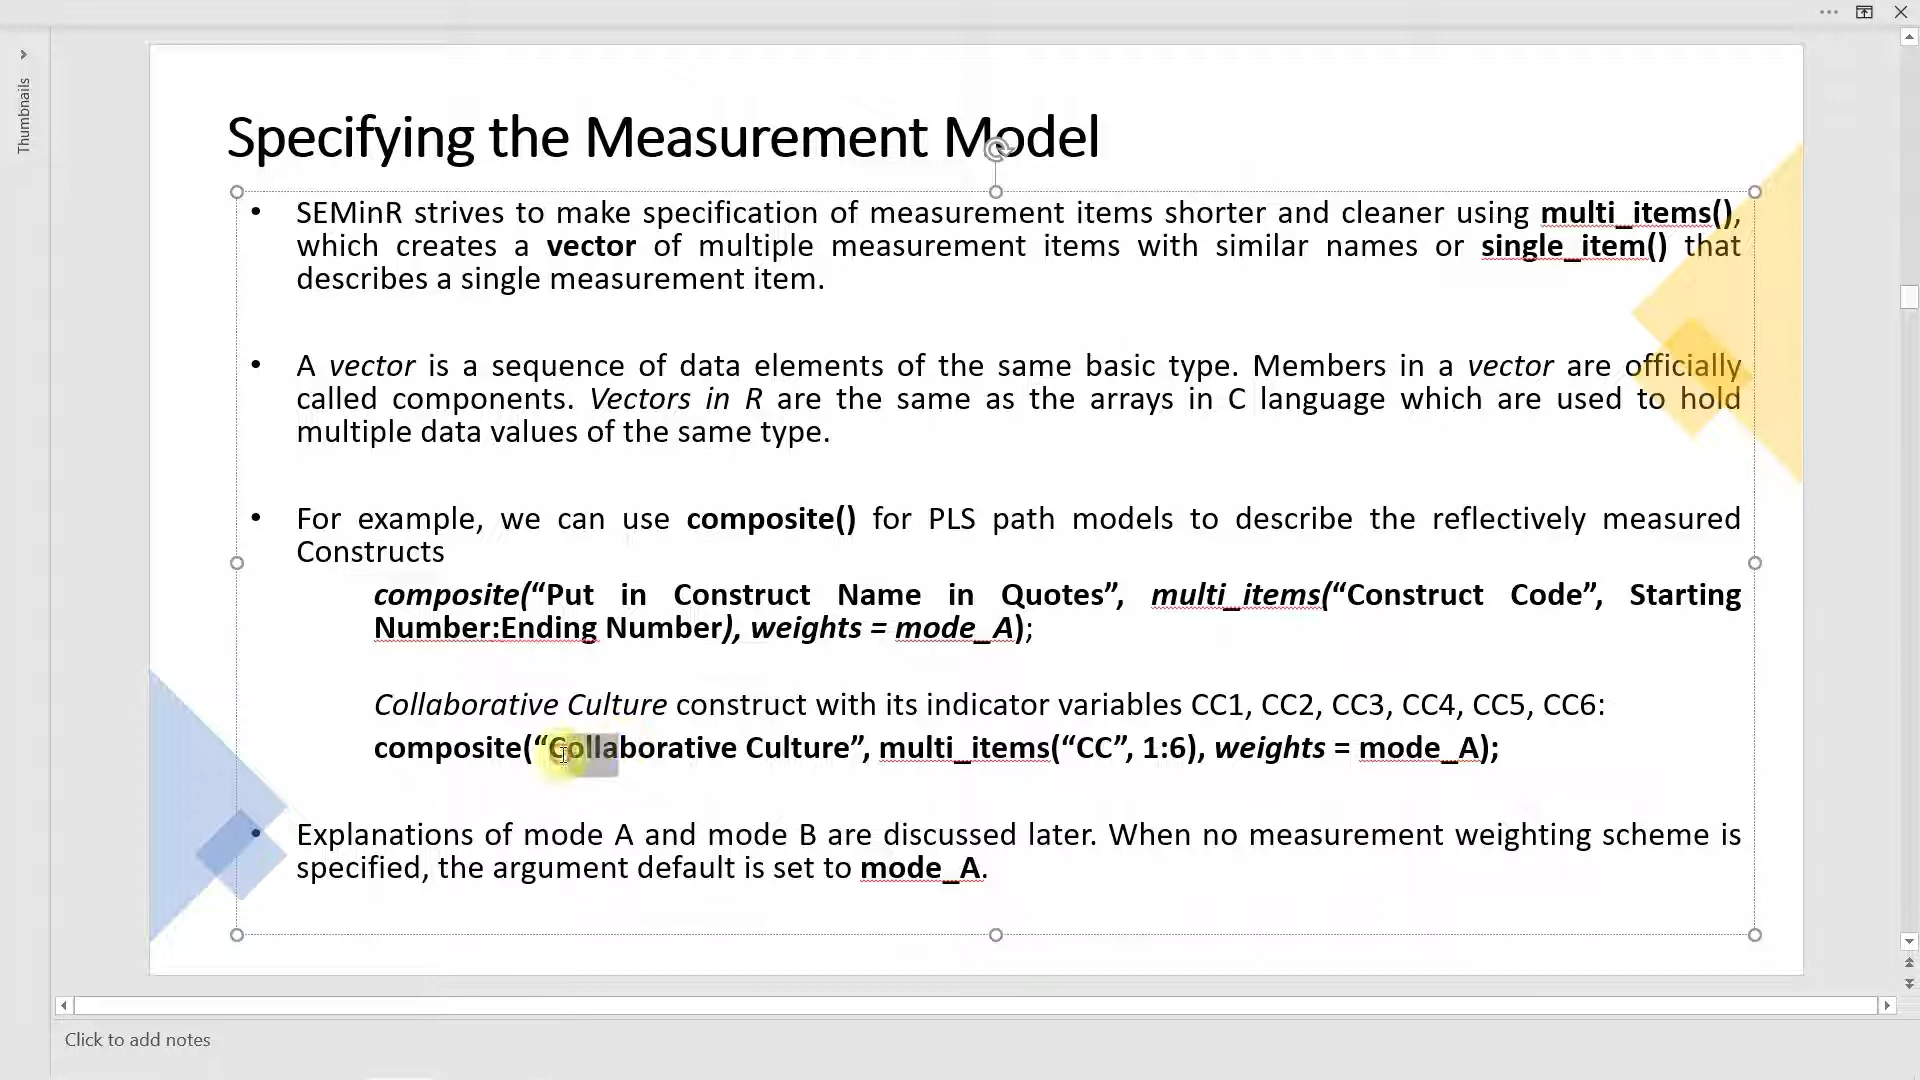 Thumbnails
Specifying the Measurement Model
• SEMinR strives to make specification of measurement items shorter and cleaner using multi_items(),
which creates a vector of multiple measurement items with similar names or single_item() that
describes a single measurement item.
• A vector is a sequence of data elements of the same basic type. Members in a vector are officially
called components. Vectors in R are the same as the arrays in C language which are used to hold
multiple data values of the same type.
• For example, we can use composite() for PLS path models to describe the reflectively measured
Constructs
composite(“Put in Construct Name in Quotes”, multi_items(“Construct Code”, Starting
Number:Ending Number), weights = mode_A);
Collaborative Culture construct with its indicator variables CC1, CC2, CC3, CC4, CC5, CC6:
composite(“Collaborative Culture”, multi_items(“CC”, 1:6), weights = mode_A);
• Explanations of mode A and mode B are discussed later. When no measurement weighting scheme is
specified, the argument default is set to mode_A.
Click to add notes